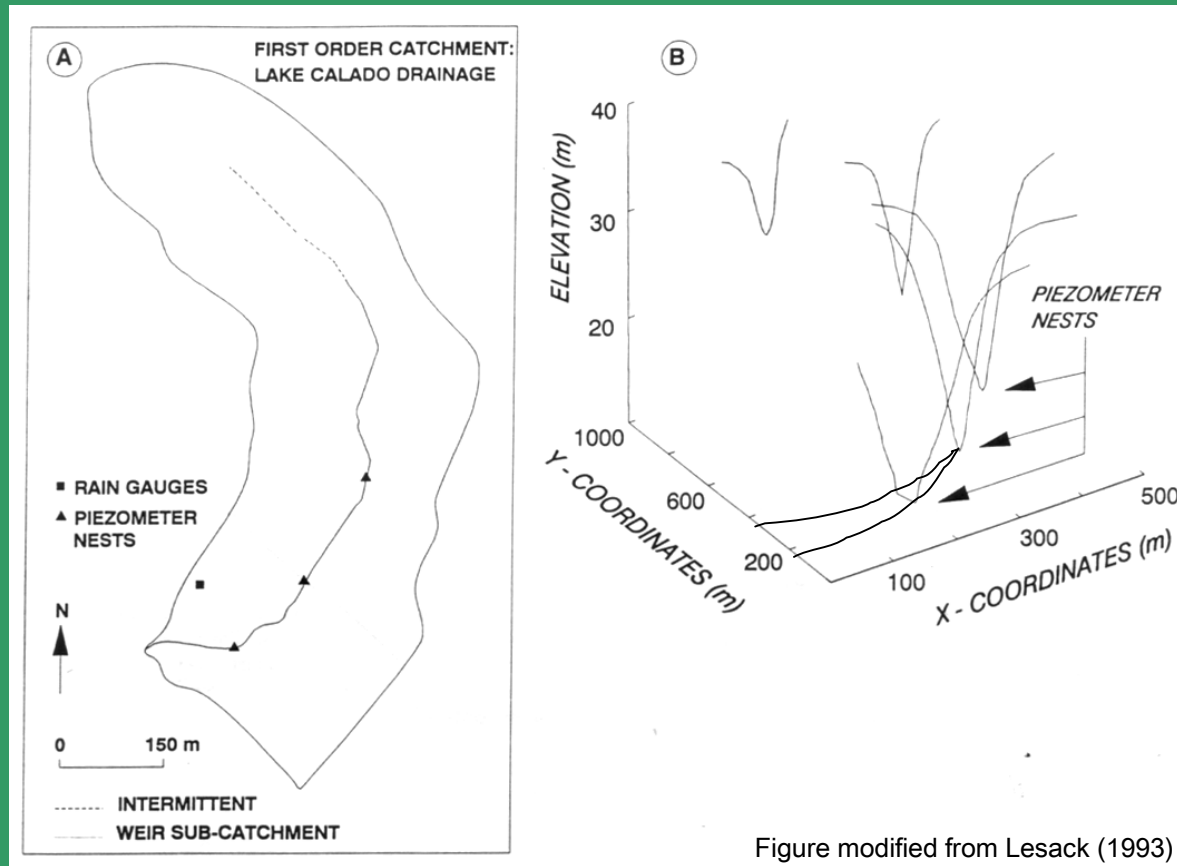 A
FIRST ORDER CATCHMENT:
LAKE CALADO DRAINAGE
RAIN GAUGES
PIEZOMETER
NESTS
N
0 150 m
INTERMITTENT
WEIR SUB-CATCHMENT
B
ELEVATION (m)
40
30
20
1000
600
200
Y - COORDINATES (m)
100
300
500
X - COORDINATES (m)
PIEZOMETER
NESTS
Figure modified from Lesack (1993)